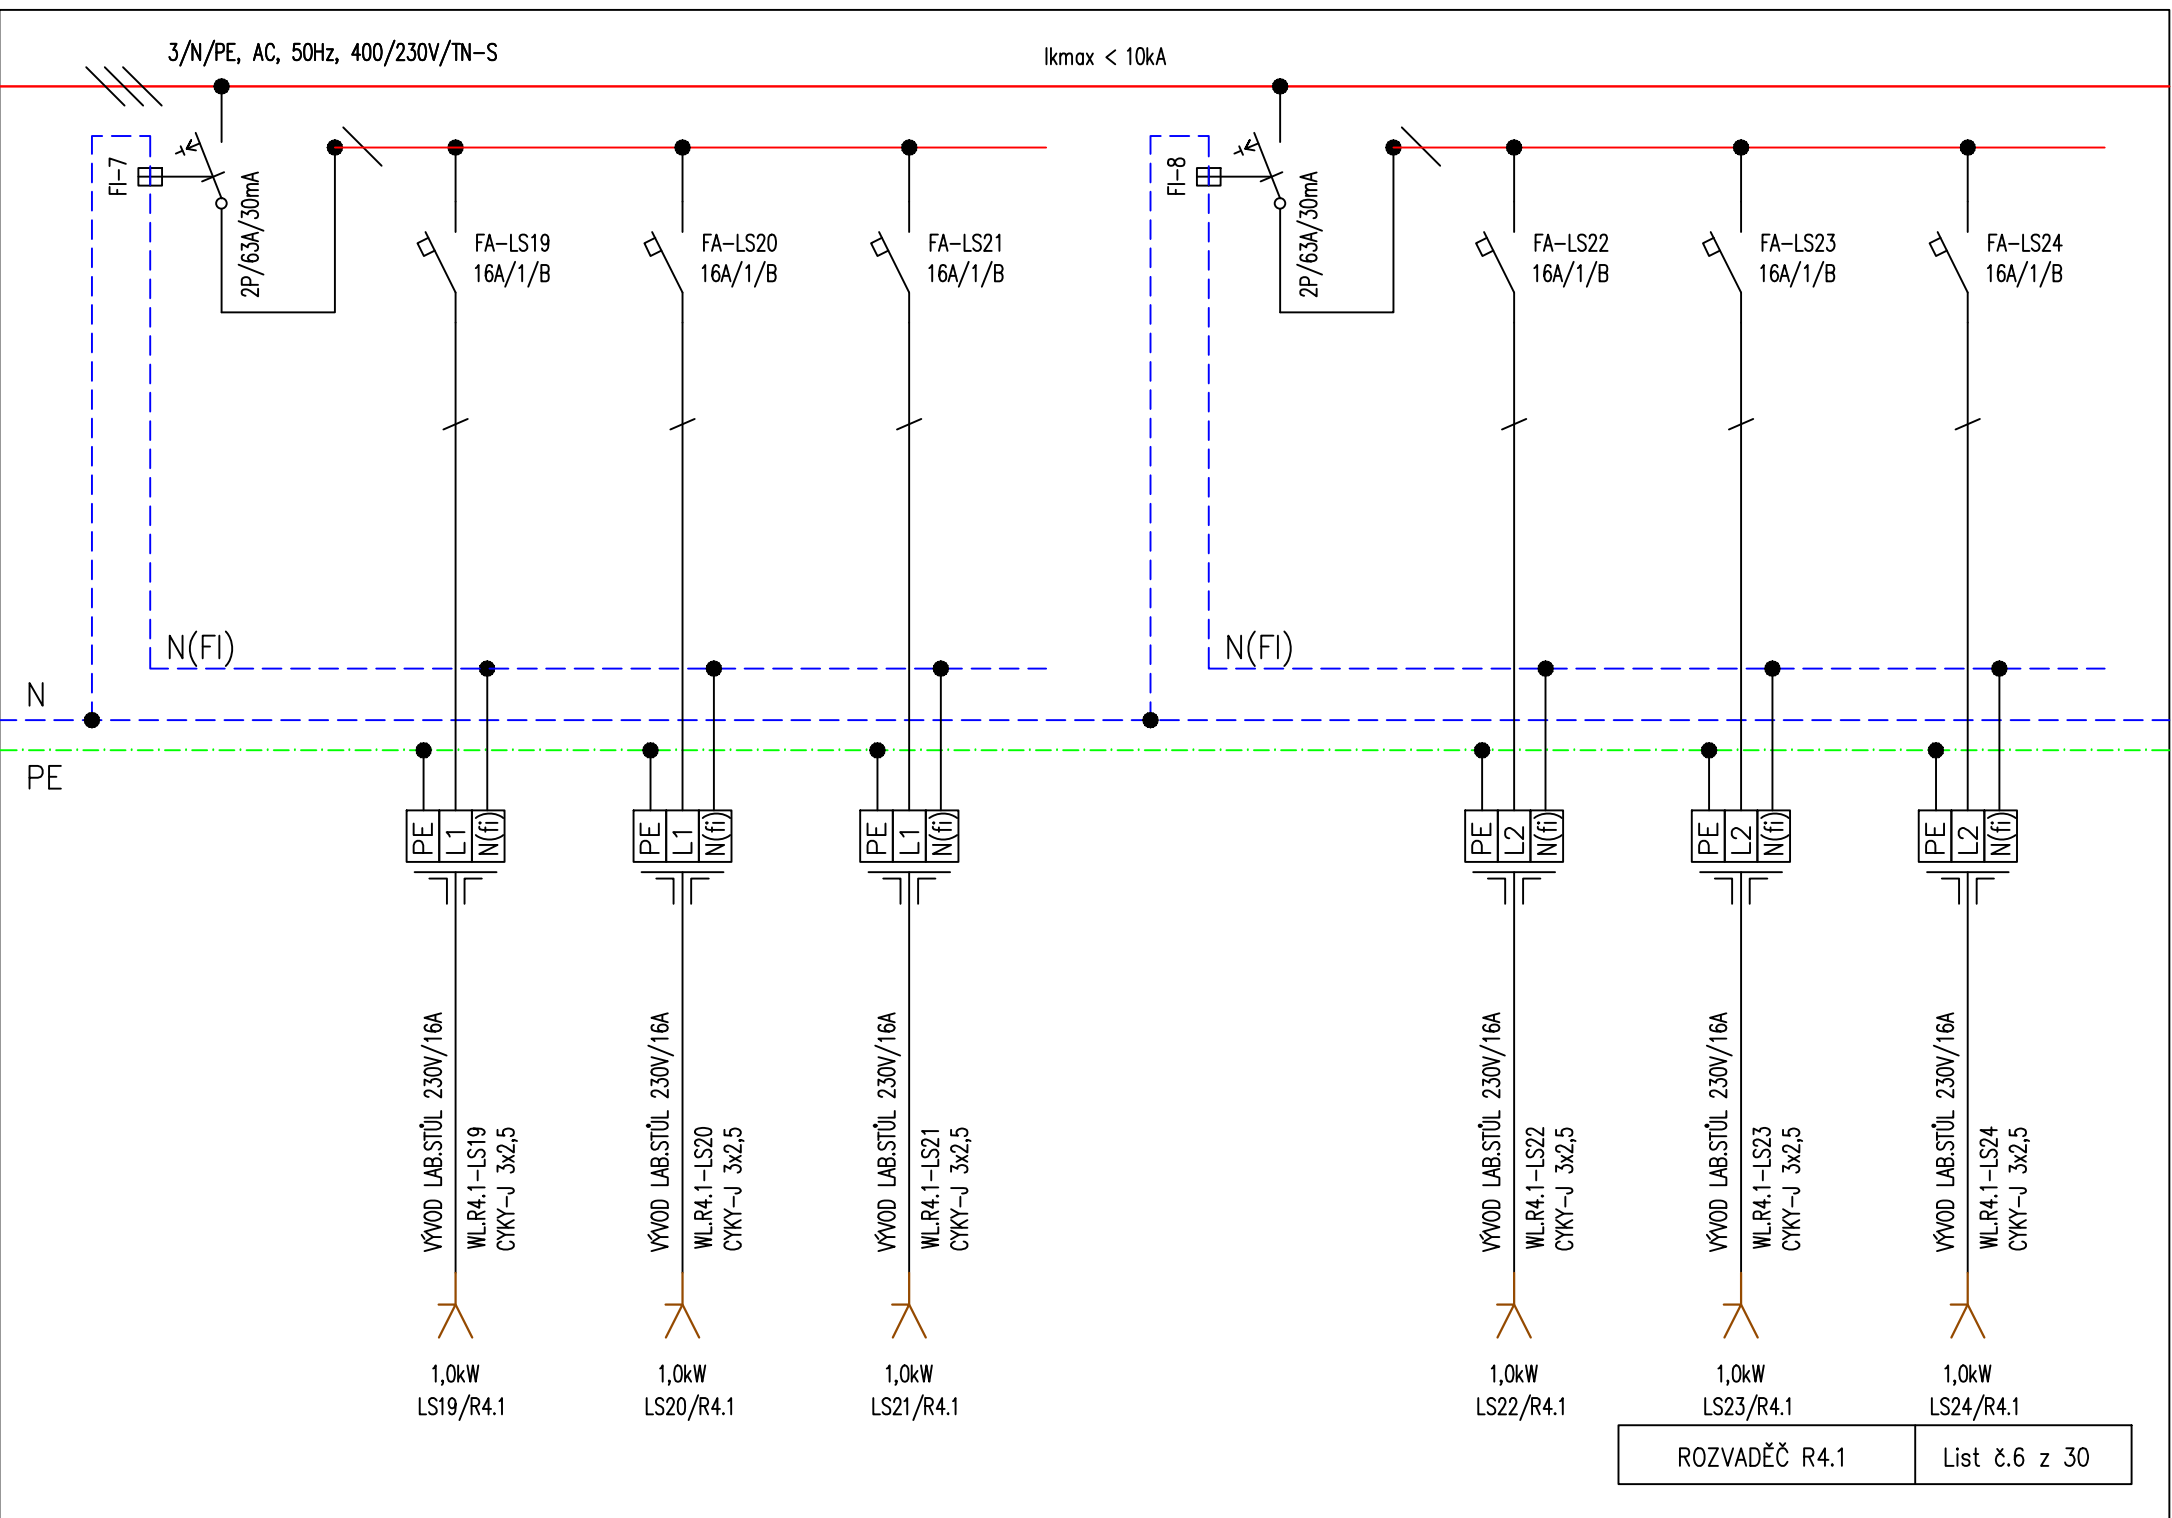 3/N/PE, AC, 50Hz, 400/230V/TN-S
Ikmax < 10kA
FI-7
2P/63A/30mA
FA-LS19
16A/1/B
FA-LS20
16A/1/B
FA-LS21
16A/1/B
FI-8
2P/63A/30mA
FA-LS22
16A/1/B
FA-LS23
16A/1/B
FA-LS24
16A/1/B
N(FI)
N(FI)
N
PE
PE L1 N(fi)
PE L1 N(fi)
PE L1 N(fi)
PE L2 N(fi)
PE L2 N(fi)
PE L2 N(fi)
VÝVOD LAB.STŮL 230V/16A
WL.R4.1-LS19
CYKY-J 3x2,5
VÝVOD LAB.STŮL 230V/16A
WL.R4.1-LS20
CYKY-J 3x2,5
VÝVOD LAB.STŮL 230V/16A
WL.R4.1-LS21
CYKY-J 3x2,5
VÝVOD LAB.STŮL 230V/16A
WL.R4.1-LS22
CYKY-J 3x2,5
VÝVOD LAB.STŮL 230V/16A
WL.R4.1-LS23
CYKY-J 3x2,5
VÝVOD LAB.STŮL 230V/16A
WL.R4.1-LS24
CYKY-J 3x2,5
1,0kW
LS19/R4.1
1,0kW
LS20/R4.1
1,0kW
LS21/R4.1
1,0kW
LS22/R4.1
1,0kW
LS23/R4.1
1,0kW
LS24/R4.1
ROZVADĚČ R4.1
List č.6 z 30